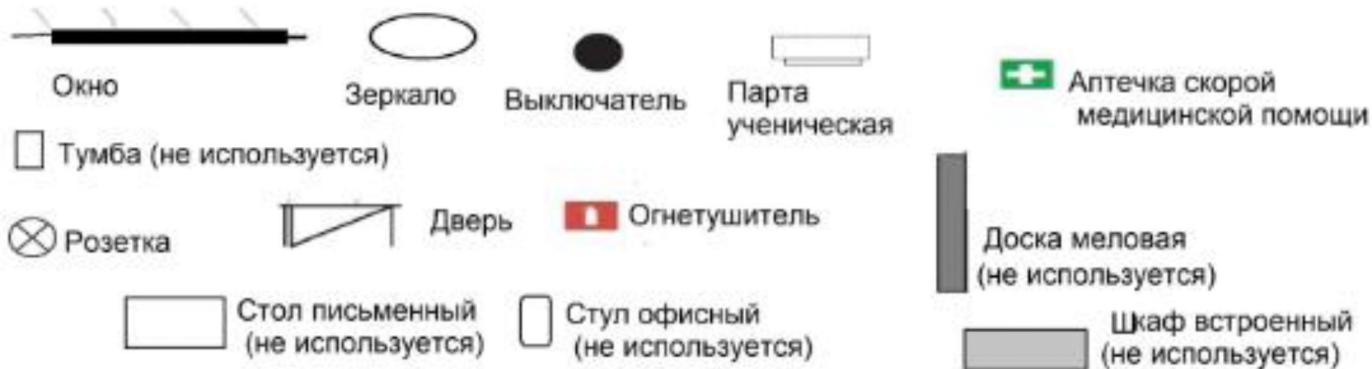 Окно
Зеркало
Выключатель
Парта
ученическая
Аптечка скорой
медицинской помощи
Тумба (не используется)
Розетка
Дверь
Огнетушитель
Доска меловая
(не используется)
Стол письменный
(не используется)
Стул офисный
(не используется)
Шкаф встроенный
(не используется)